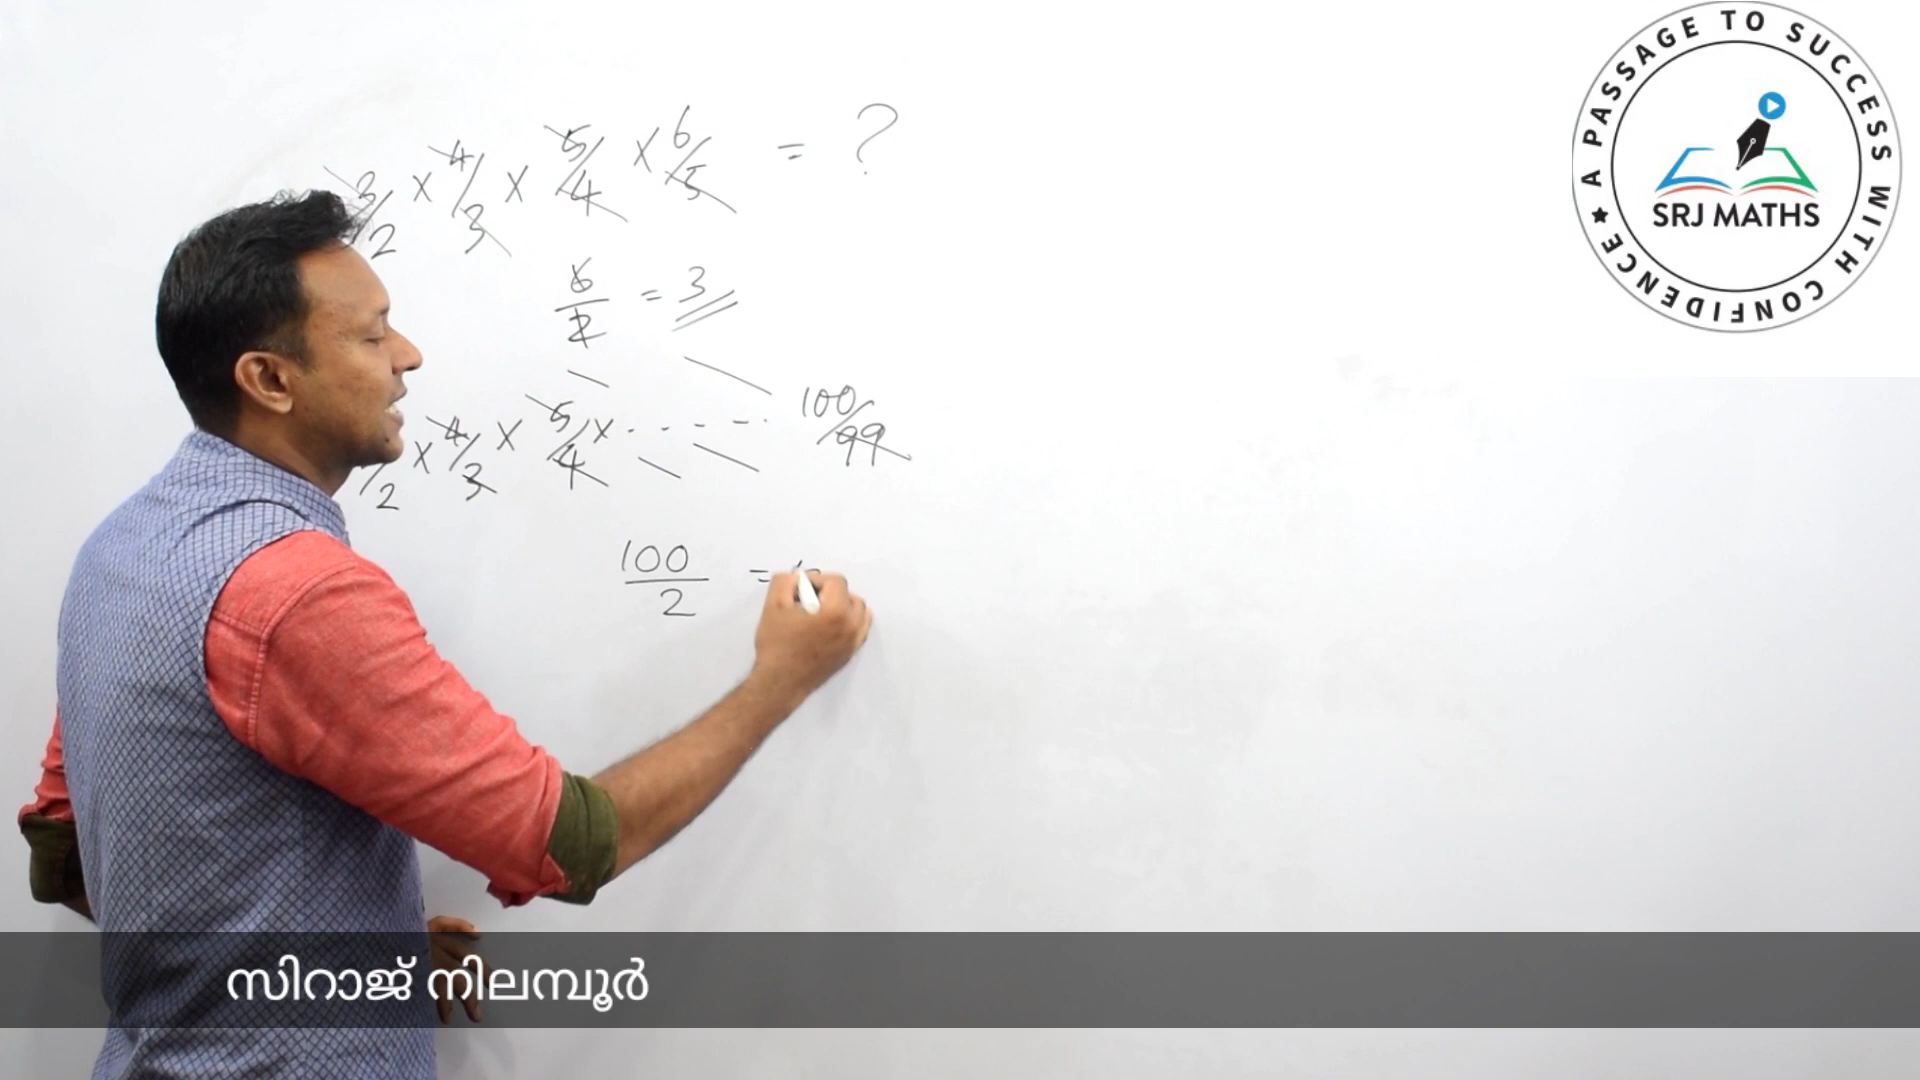 3/2 × 4/3 × 5/4 × 6/5 = ?
6/2 = 3
/2 × 4/3 × 5/4 × . . . . . 100/99
100/2 =
A PASSAGE TO SUCCESS WITH CONFIDENCE
SRJ MATHS
സിറാജ് നിലമ്പൂർ